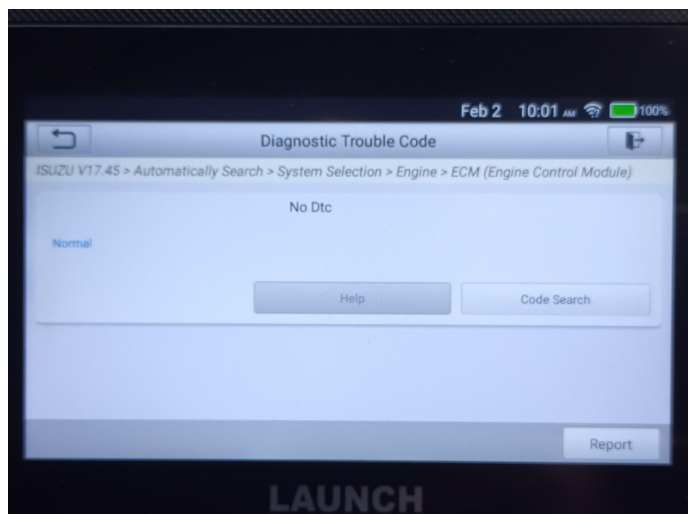 Feb 2 10:01 AM 100%
Diagnostic Trouble Code
ISUZU V17.45 > Automatically Search > System Selection > Engine > ECM (Engine Control Module)
No Dtc
Normal
Help Code Search
Report
LAUNCH